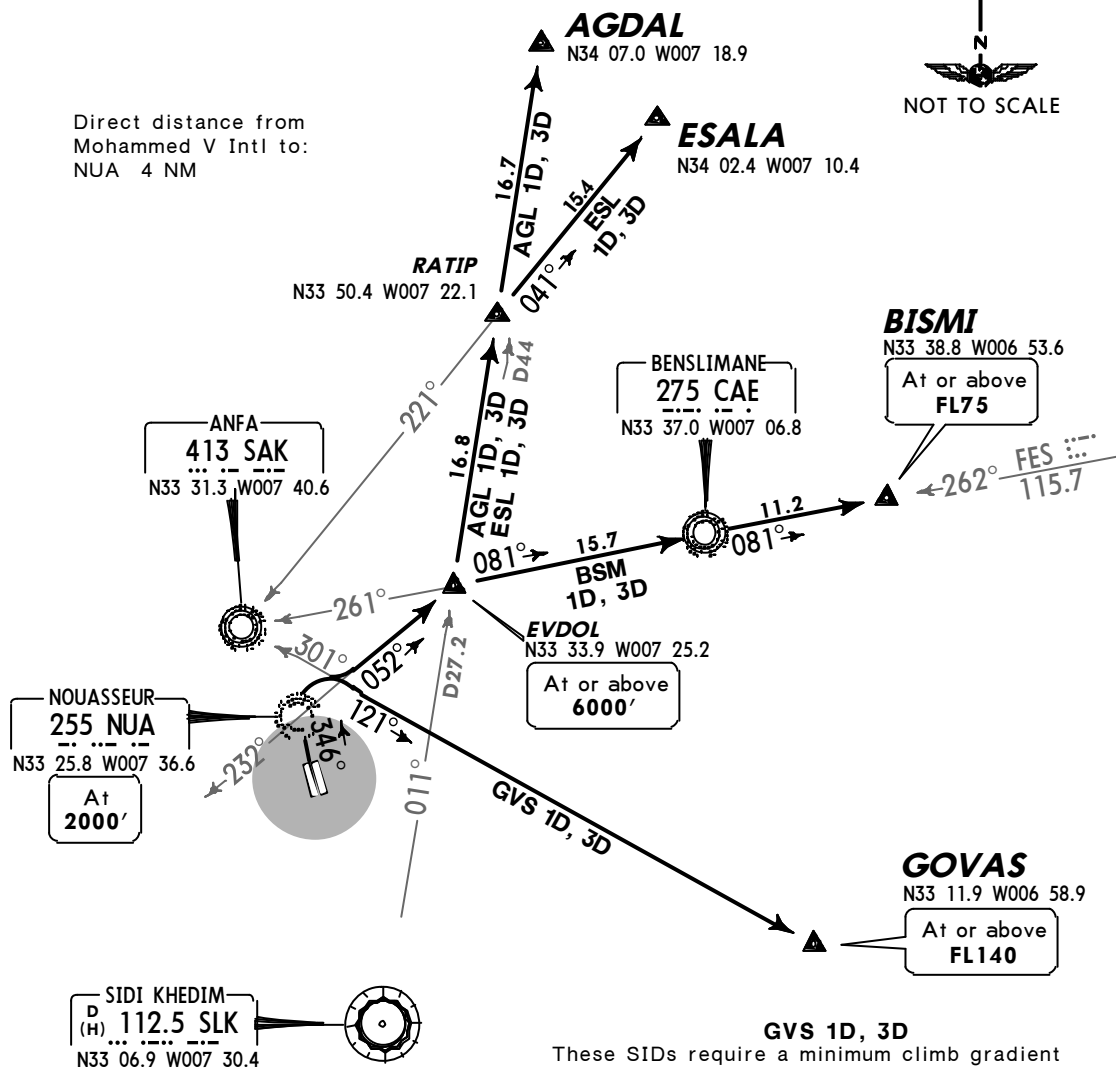 AGDAL
N34 07.0 W007 18.9
N
NOT TO SCALE
Direct distance from
Mohammed V Intl to:
NUA 4 NM
ESALA
N34 02.4 W007 10.4
16.7
AGL 1D, 3D
15.4
ESL
1D, 3D
041°
RATIP
N33 50.4 W007 22.1
D44
221°
BISMI
N33 38.8 W006 53.6
At or above
FL75
BENSLIMANE
275 CAE
N33 37.0 W007 06.8
ANFA
413 SAK
N33 31.3 W007 40.6
262°
FES
115.7
16.8
AGL 1D, 3D
ESL 1D, 3D
081°
15.7
BSM
1D, 3D
11.2
081°
261°
EVDOL
N33 33.9 W007 25.2
At or above
6000'
301°
052°
D27.2
NOUASSEUR
255 NUA
N33 25.8 W007 36.6
At
2000'
232°
346°
121°
011°
GVS 1D, 3D
GOVAS
N33 11.9 W006 58.9
At or above
FL140
SIDI KHEDIM
D
(H) 112.5 SLK
N33 06.9 W007 30.4
GVS 1D, 3D
These SIDs require a minimum climb gradient